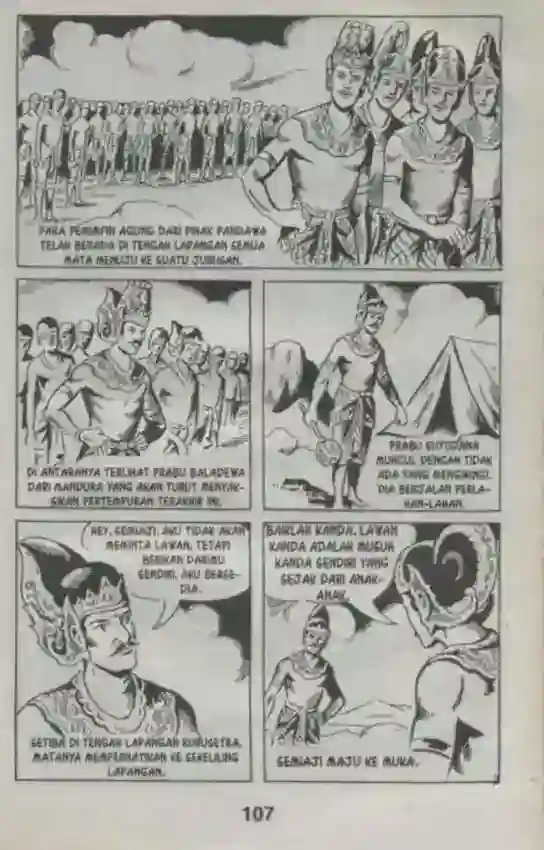 PARA PEMIMPIN AGUNG DARI PIHAK PANDAWA
TELAH BERADA DI TENGAH LAPANGAN SEMUA
MATA MENUJU KE SUATU JURUSAN.
DI ANTARANYA TERLIHAT PRABU BALADEWA
DARI MANDURA YANG AKAN TURUT MENYAK-
SIKAN PERTEMPURAN TERAKHIR INI.
PRABU SUYUDANA
MUNCUL DENGAN TIDAK
ADA YANG MENGIRINGI.
DIA BERJALAN PERLA-
HAN-LAHAN.
HEY, SEMIAJI, AKU TIDAK AKAN
MEMINTA LAWAN, TETAPI
BERIKAN DARIMU
SENDIRI, AKU BERSE-
DIA.
SETIBA DI TENGAH LAPANGAN KURUSETRA,
MATANYA MEMPERHATIKAN KE SEKELILING
LAPANGAN.
BAIKLAH KANDA, LAWAN
KANDA ADALAH MUSUH
KANDA SENDIRI YANG
SEJAK DARI ANAK-
ANAK.
SEMIAJI MAJU KE MUKA.
107